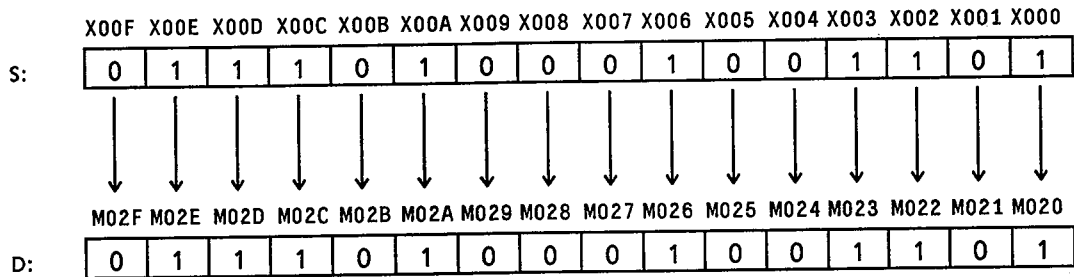 X00F X00E X00D X00C X00B X00A X009 X008 X007 X006 X005 X004 X003 X002 X001 X000
S: 0 1 1 1 0 1 0 0 0 1 0 0 1 1 0 1
M02F M02E M02D M02C M02B M02A M029 M028 M027 M026 M025 M024 M023 M022 M021 M020
D: 0 1 1 1 0 1 0 0 0 1 0 0 1 1 0 1